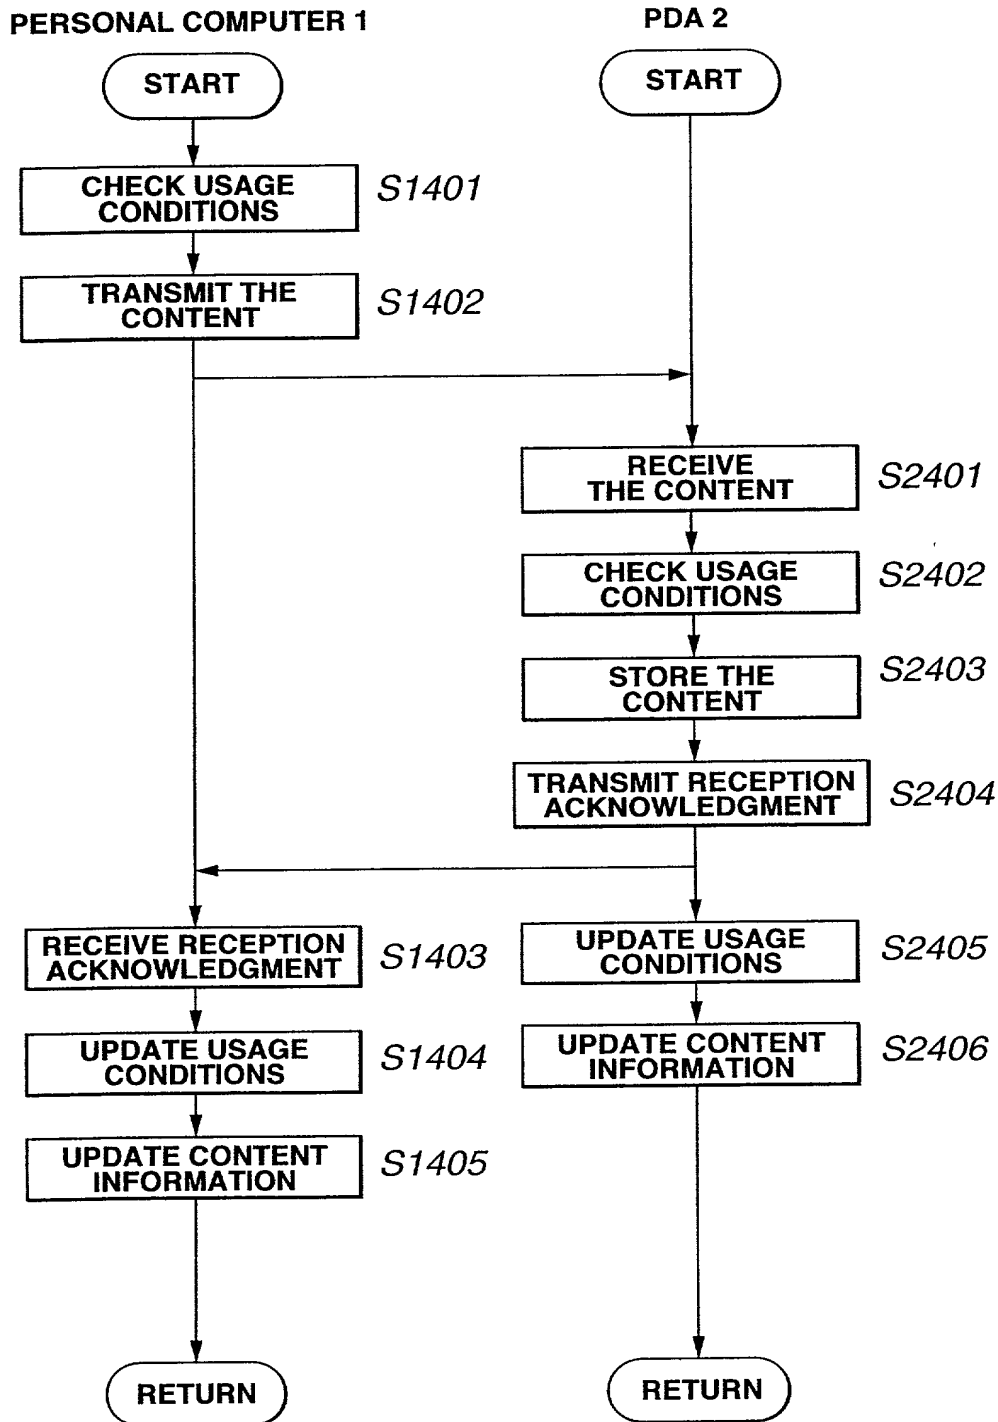 PERSONAL COMPUTER 1
PDA 2
START
START
CHECK USAGE
CONDITIONS
S1401
TRANSMIT THE
CONTENT
S1402
RECEIVE
THE CONTENT
S2401
CHECK USAGE
CONDITIONS
S2402
STORE THE
CONTENT
S2403
TRANSMIT RECEPTION
ACKNOWLEDGMENT
S2404
RECEIVE RECEPTION
ACKNOWLEDGMENT
S1403
UPDATE USAGE
CONDITIONS
S2405
UPDATE USAGE
CONDITIONS
S1404
UPDATE CONTENT
INFORMATION
S2406
UPDATE CONTENT
INFORMATION
S1405
RETURN
RETURN